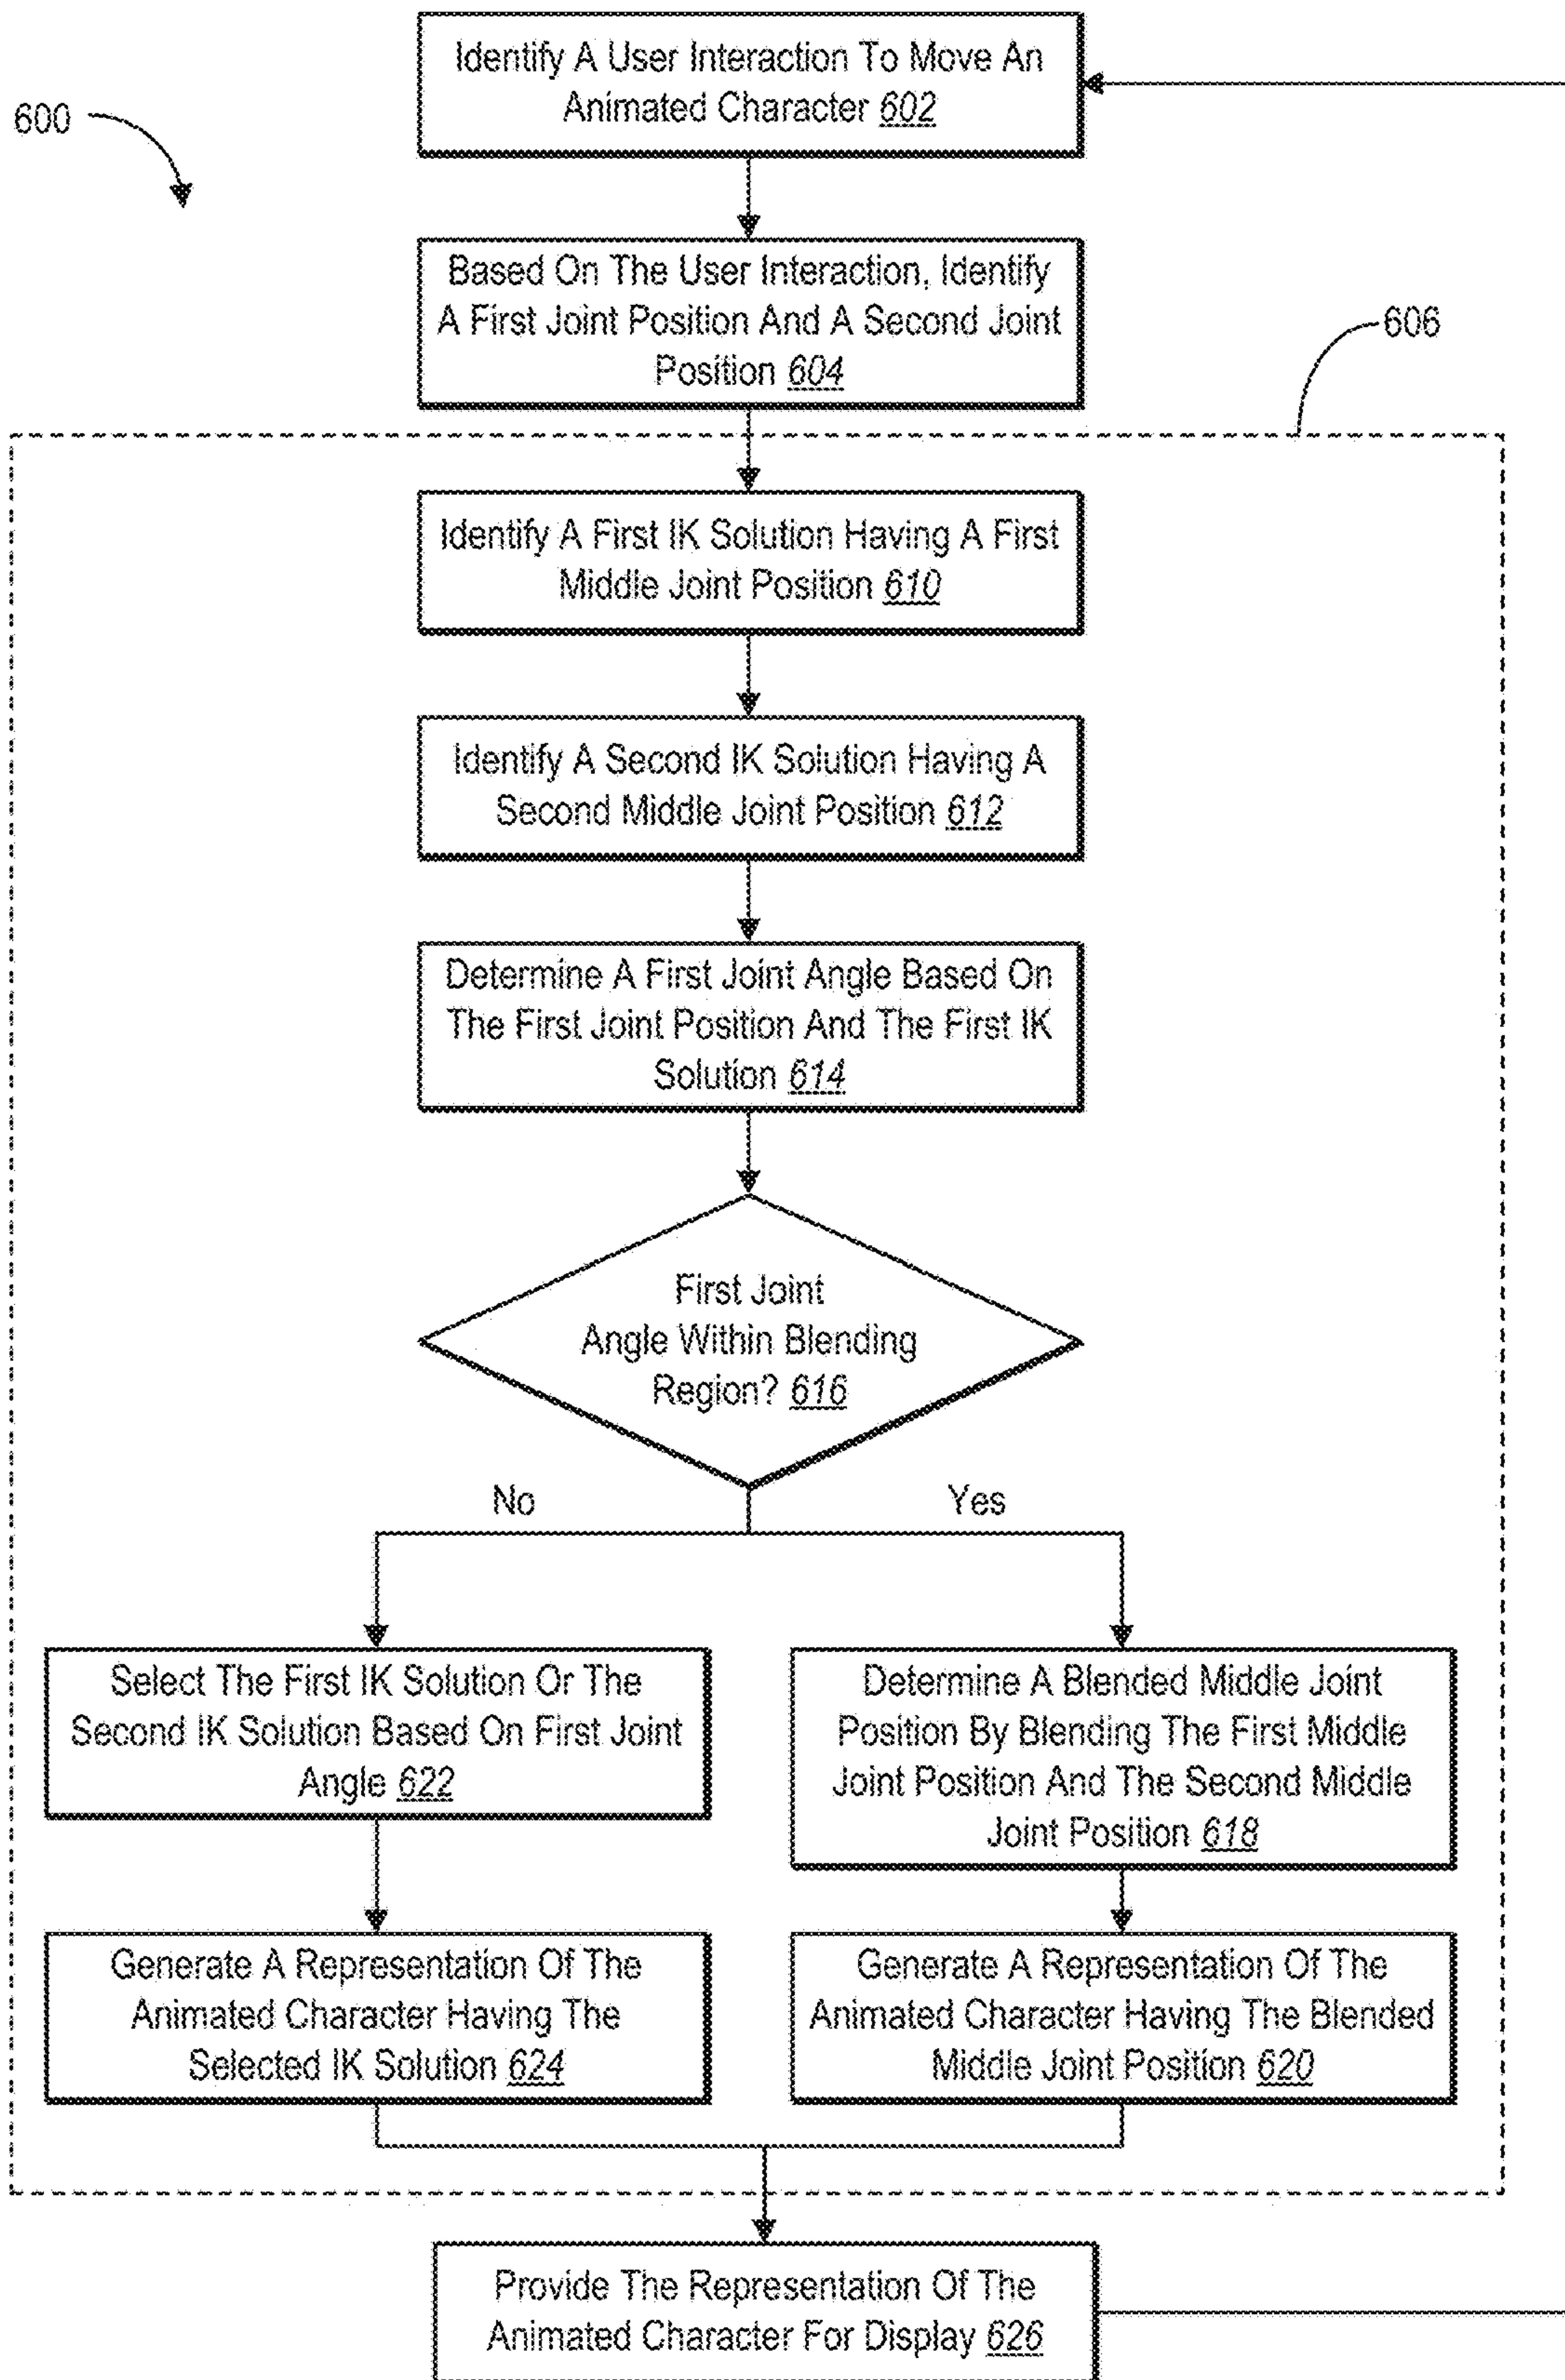 Identify A User Interaction To Move An
Animated Character 602
600
Based On The User Interaction, Identify
A First Joint Position And A Second Joint
Position 604
606
Identify A First IK Solution Having A First
Middle Joint Position 610
Identify A Second IK Solution Having A
Second Middle Joint Position 612
Determine A First Joint Angle Based On
The First Joint Position And The First IK
Solution 614
First Joint
Angle Within Blending
Region? 616
No
Yes
Select The First IK Solution Or The
Second IK Solution Based On First Joint
Angle 622
Determine A Blended Middle Joint
Position By Blending The First Middle
Joint Position And The Second Middle
Joint Position 618
Generate A Representation Of The
Animated Character Having The
Selected IK Solution 624
Generate A Representation Of The
Animated Character Having The Blended
Middle Joint Position 620
Provide The Representation Of The
Animated Character For Display 626